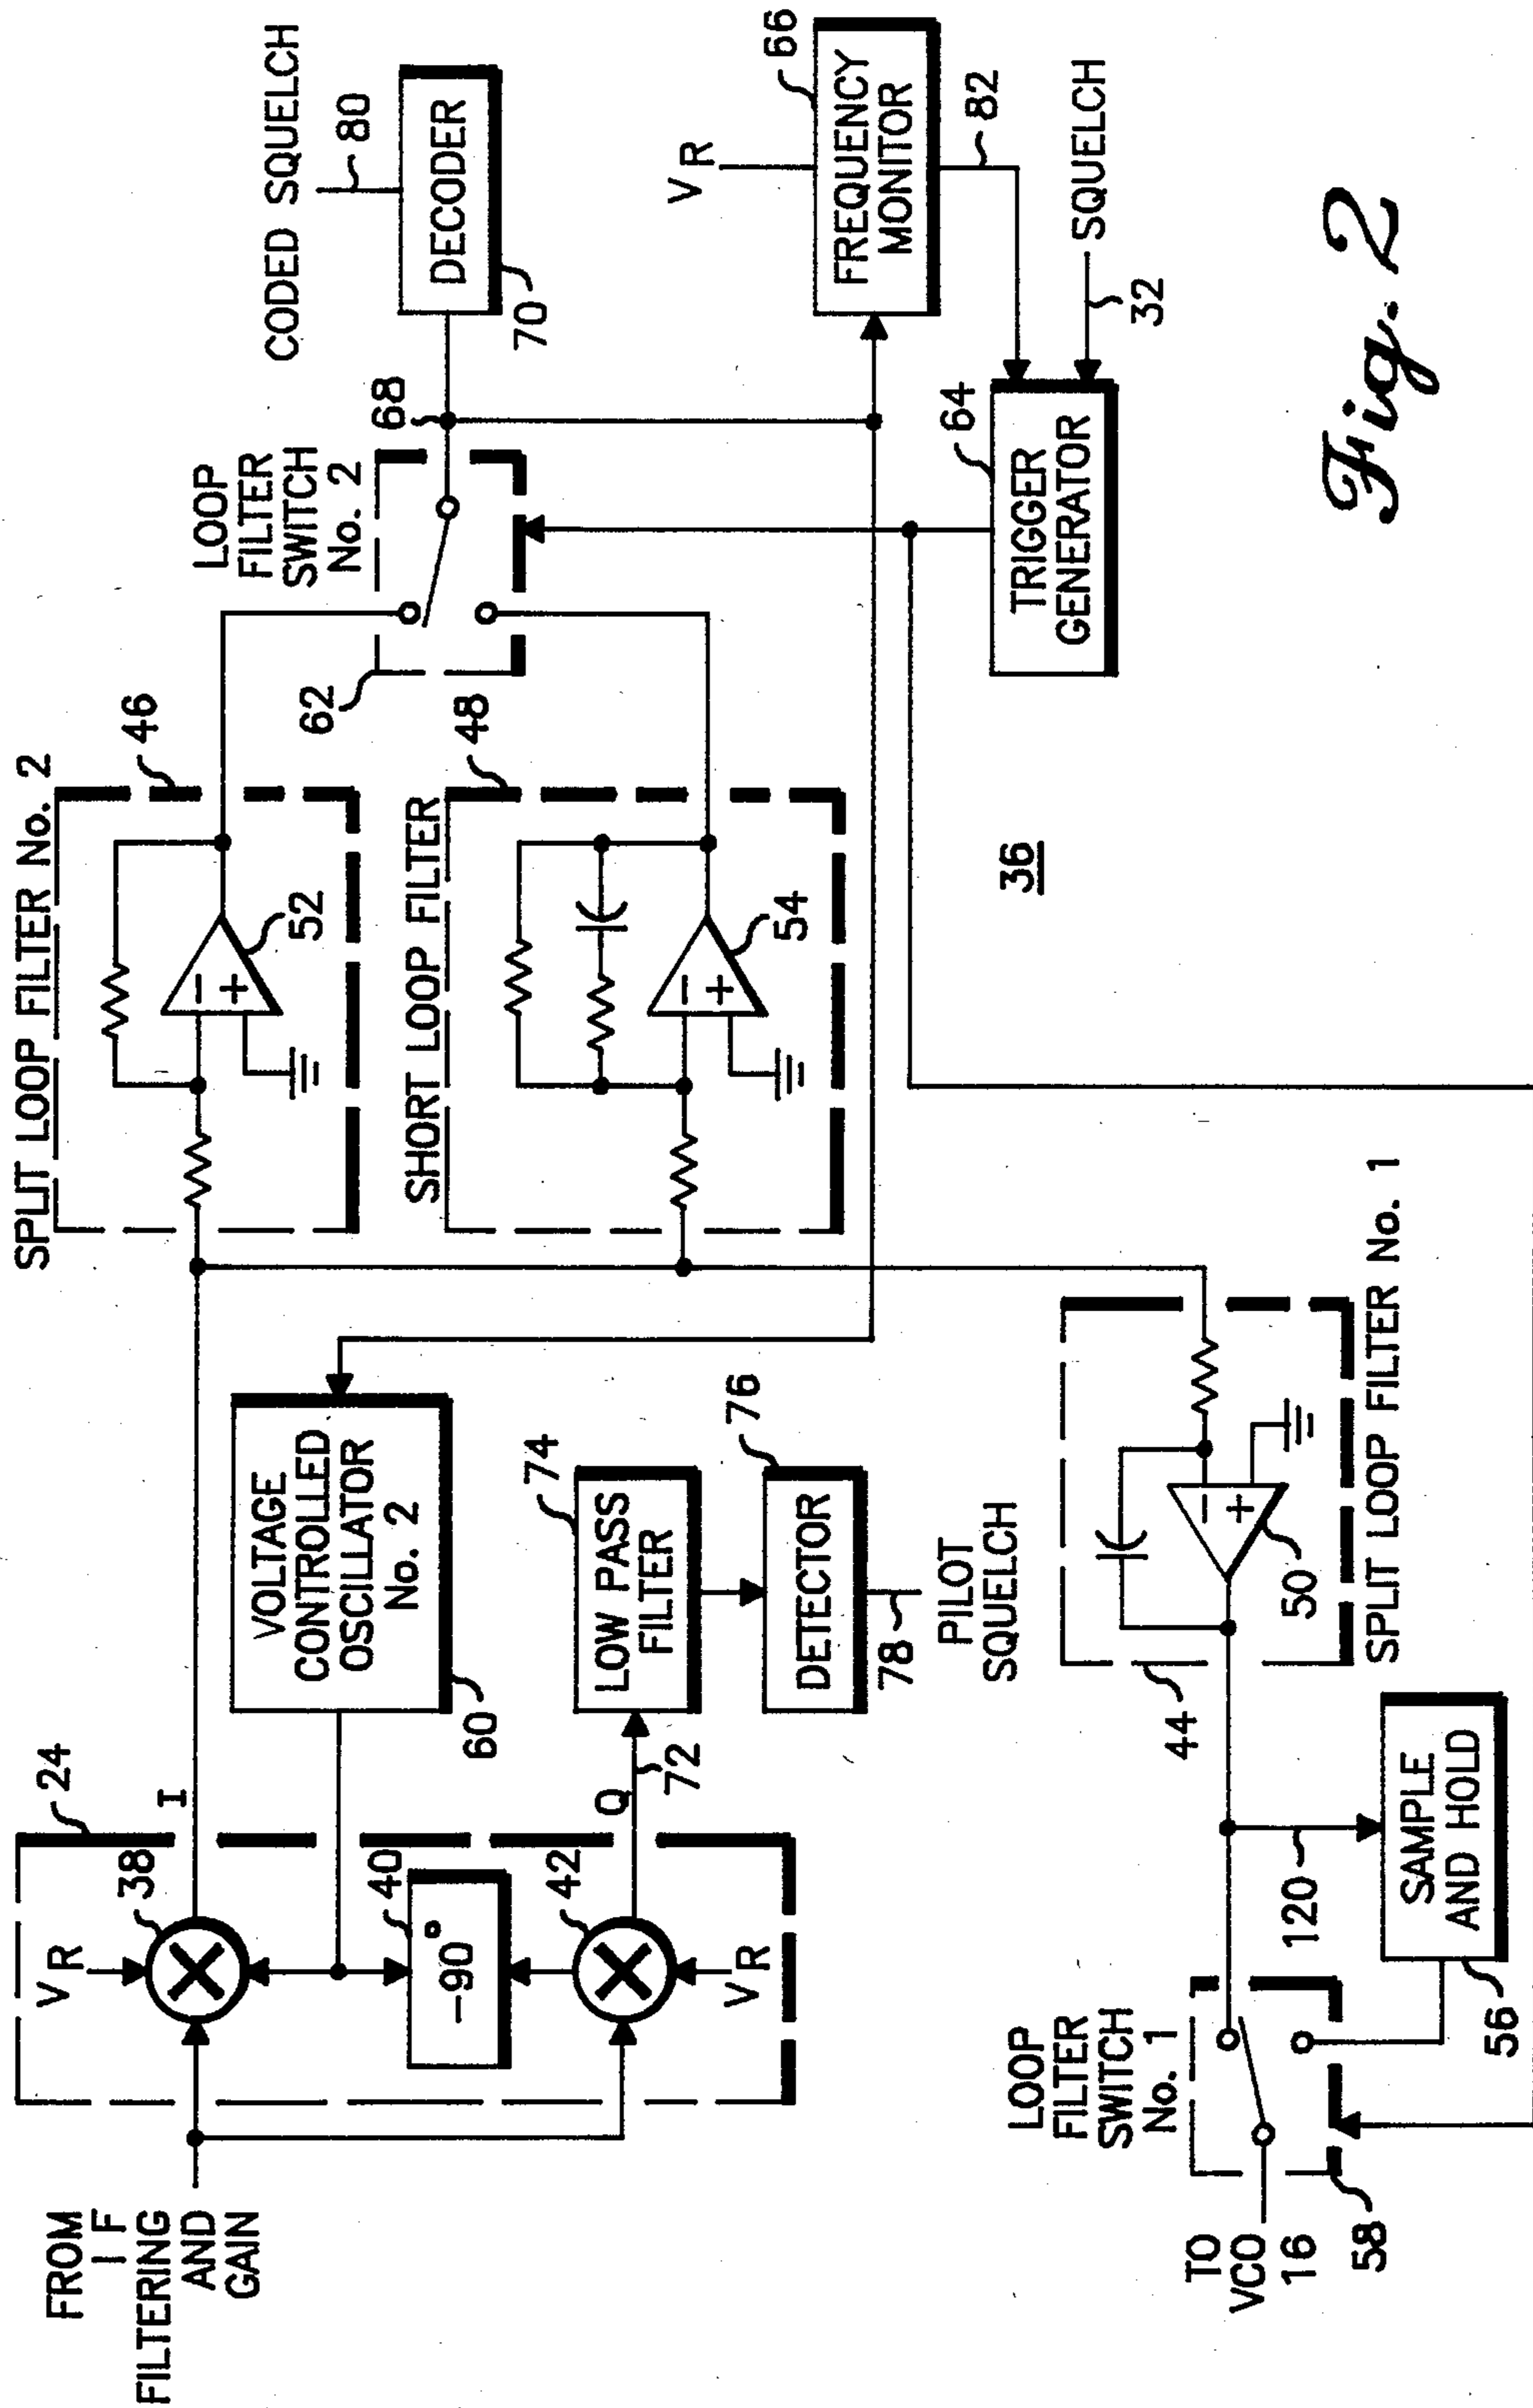 FROM
I F
FILTERING
AND
GAIN
24
V R
38
I
40
-90°
42
Q
72
V R
VOLTAGE
CONTROLLED
OSCILLATOR
No. 2
60
74
LOW PASS
FILTER
76
DETECTOR
78
PILOT
SQUELCH
SPLIT LOOP FILTER No. 2
46
-
+
52
SHORT LOOP FILTER
48
-
+
54
LOOP
FILTER
SWITCH
No. 2
62
68
CODED SQUELCH
80
DECODER
70
V R
66
FREQUENCY
MONITOR
82
SQUELCH
32
64
TRIGGER
GENERATOR
36
TO
VCO
16
LOOP
FILTER
SWITCH
No. 1
58
120
SAMPLE
AND HOLD
56
44
-
+
50
SPLIT LOOP FILTER No. 1
Fig. 2